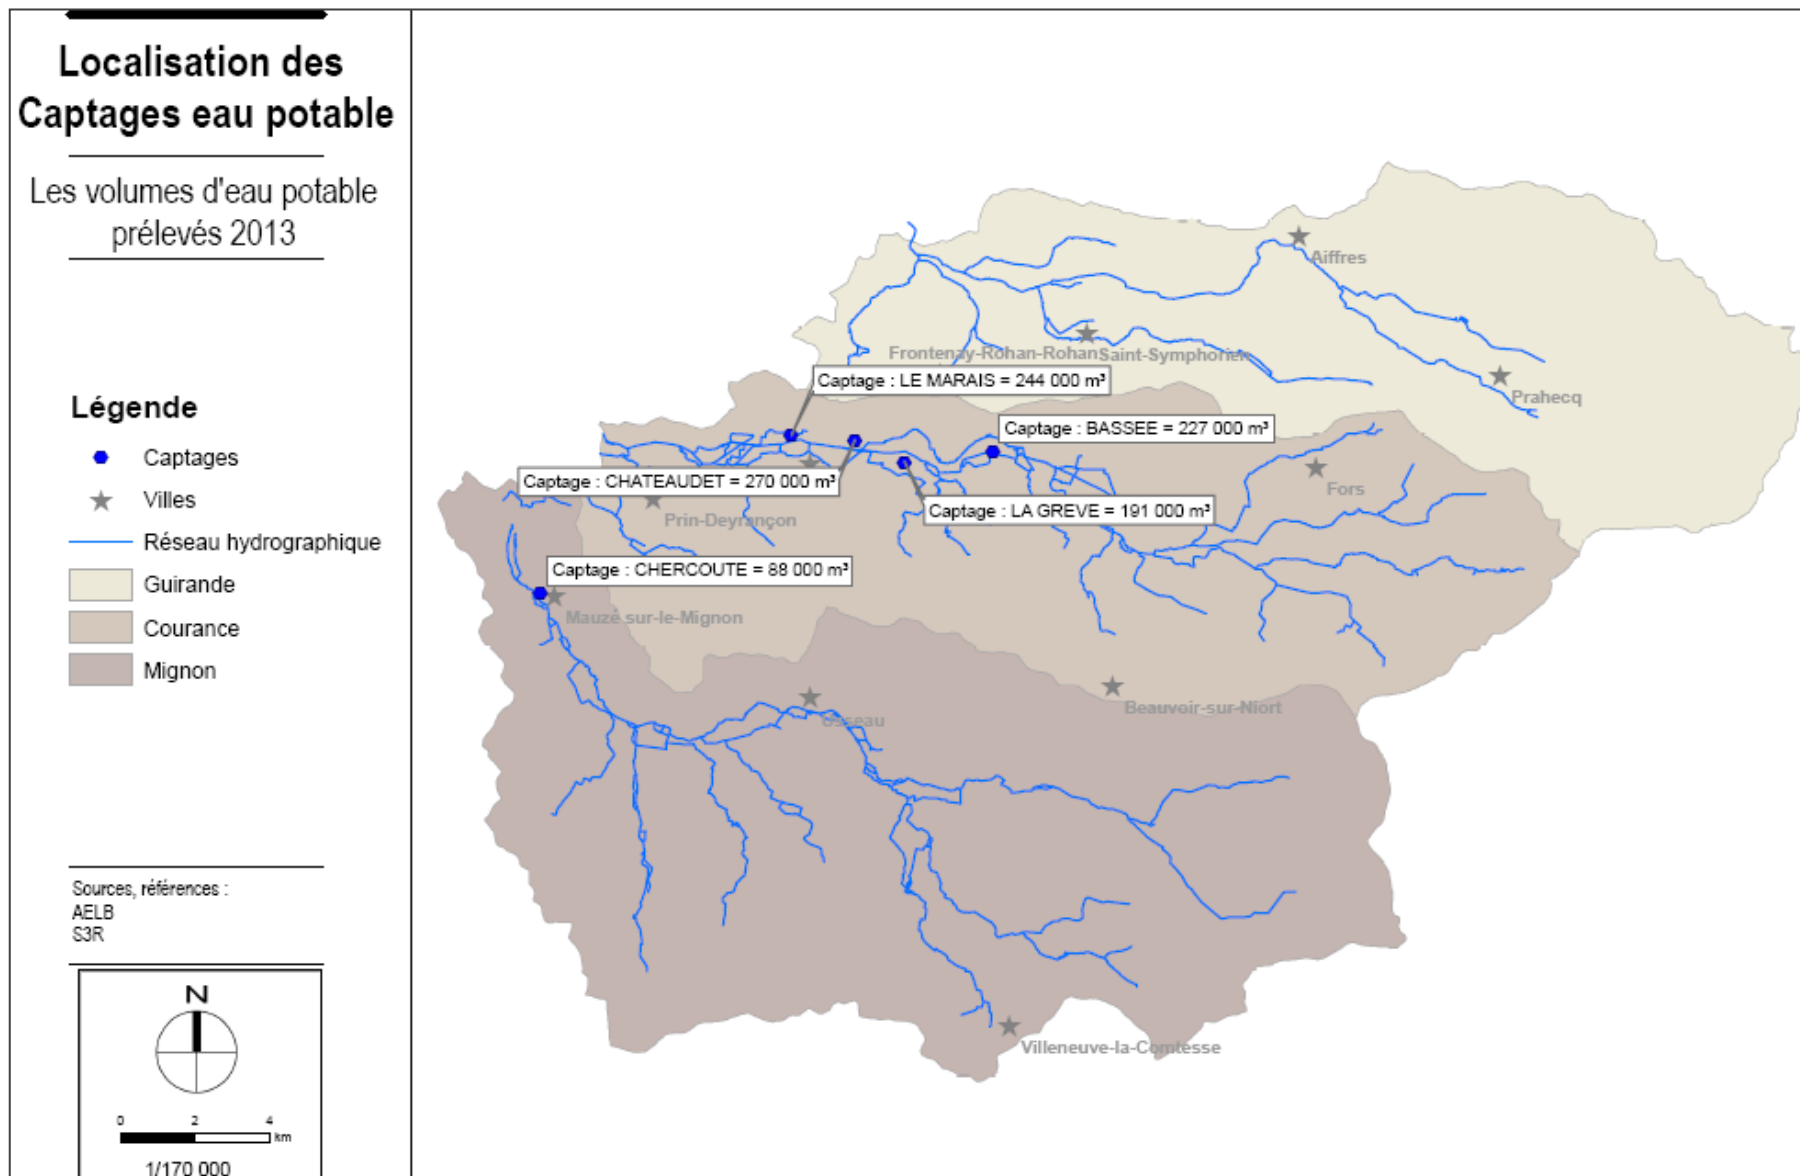 Localisation des
Captages eau potable
Les volumes d'eau potable
prélevés 2013
Légende
Captages
Villes
Réseau hydrographique
Guirande
Courance
Mignon
Sources, références :
AELB
S3R
N
0 2 4
km
1/170 000
Aiffres
Frontenay-Rohan-Rohan
Saint-Symphorien
Captage : LE MARAIS = 244 000 m³
Prahecq
Captage : BASSEE = 227 000 m³
Captage : CHATEAUDET = 270 000 m³
Fors
Captage : LA GREVE = 191 000 m³
Prin-Deyrançon
Captage : CHERCOUTE = 88 000 m³
Mauzé sur-le-Mignon
Beauvoir-sur-Niort
Usseau
Villeneuve-la-Comtesse